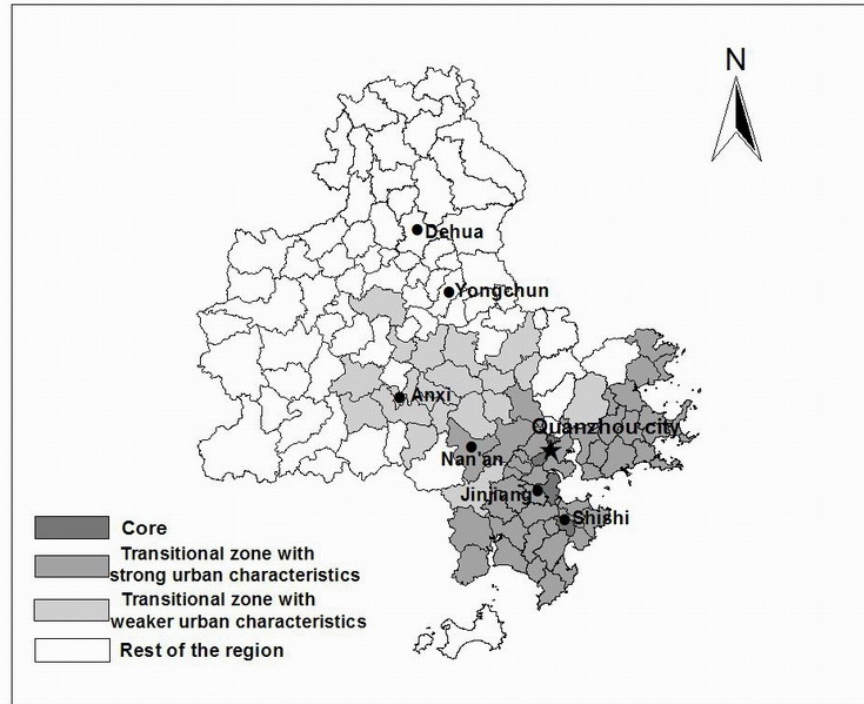 N
Dehua
Yongchun
Anxi
Quanzhou city
Nan'an
Jinjiang
Shishi
Core
Transitional zone with
strong urban characteristics
Transitional zone with
weaker urban characteristics
Rest of the region